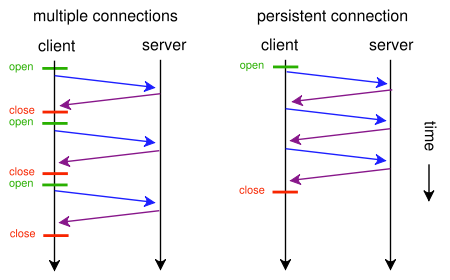 multiple connections
client server
open
close
open
close
open
close
persistent connection
client server
open
close
time